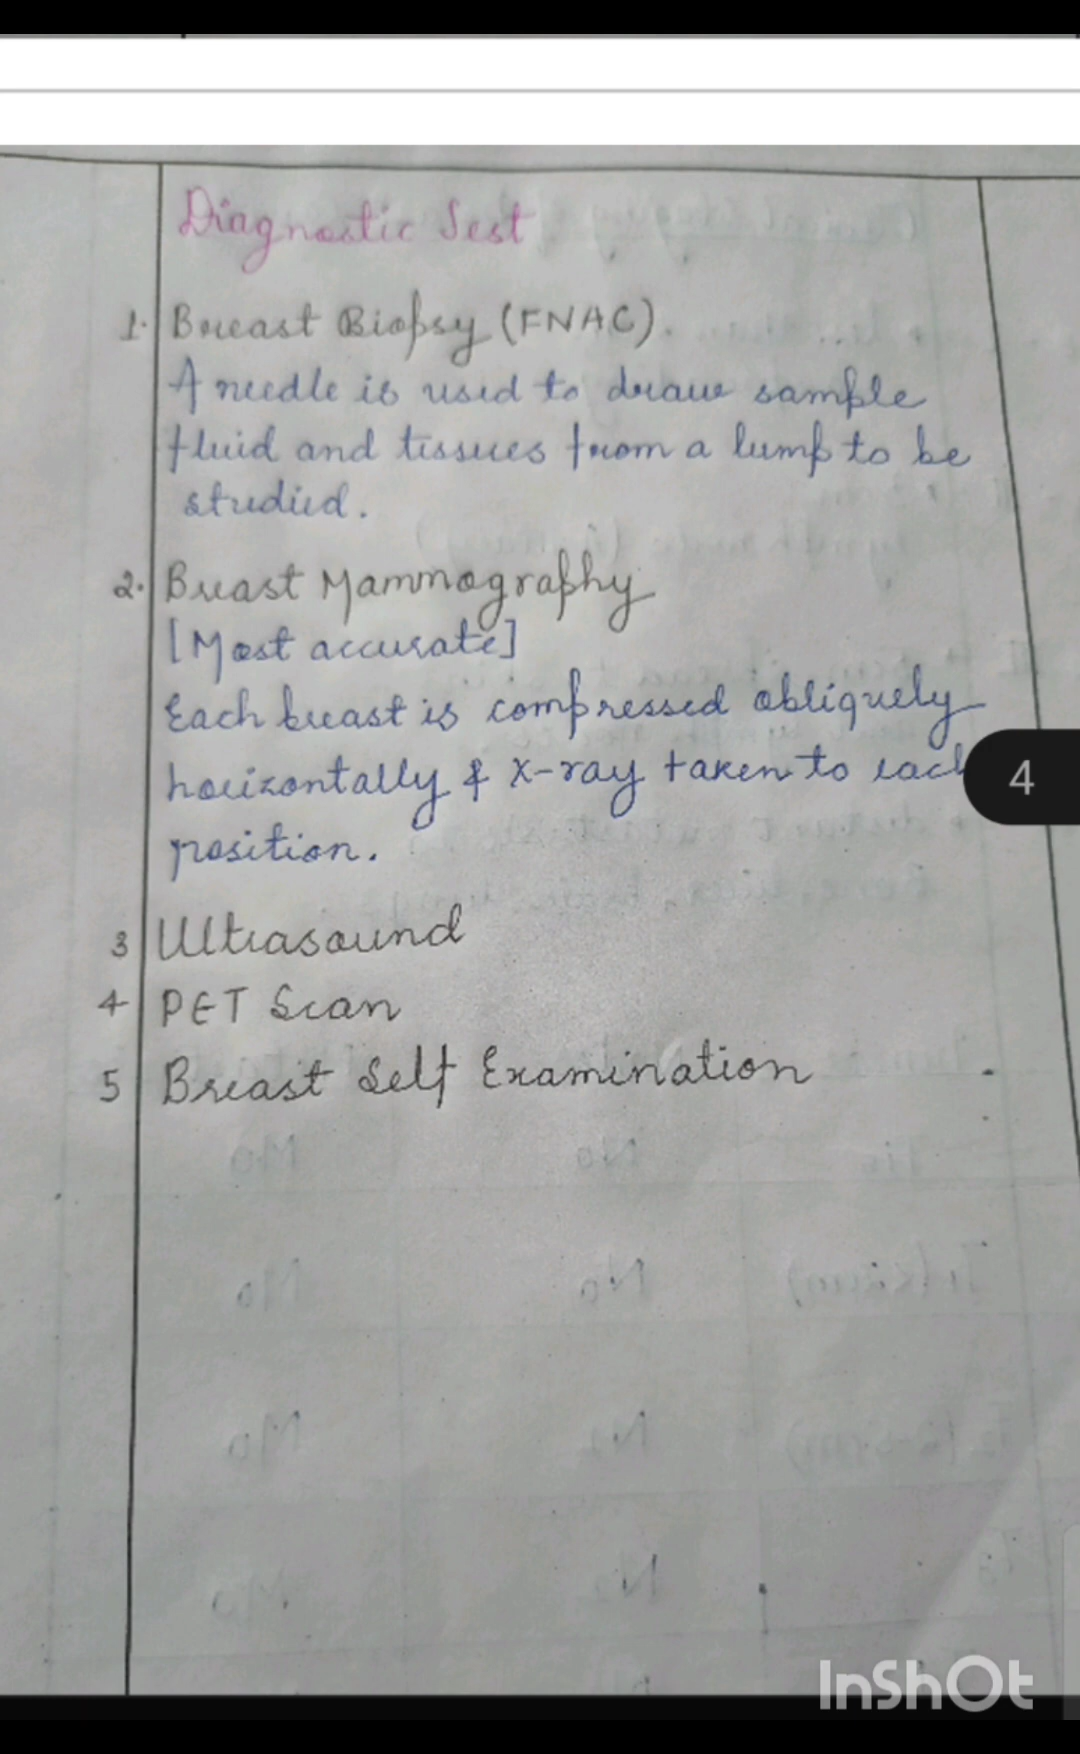 Diagnostic Test
1. Breast Biopsy (FNAC).
A needle is used to draw sample
fluid and tissues from a lump to be
studied.
2. Breast Mammography
[Most accurate]
Each breast is compressed obliquely
horizontally & X-ray taken to each
position.
3 Ultrasound
4 PET Scan
5 Breast Self Examination
4
InShOt